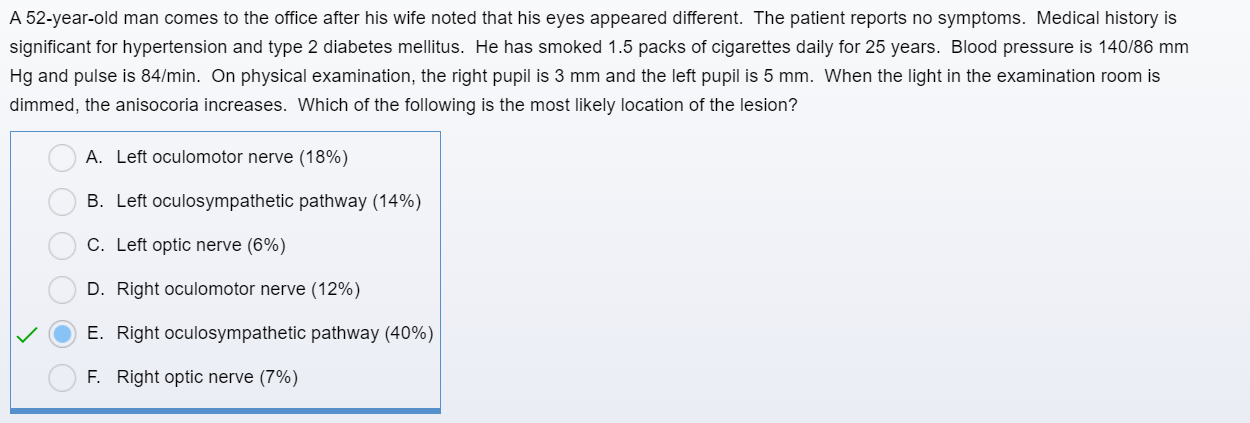 A 52-year-old man comes to the office after his wife noted that his eyes appeared different.  The patient reports no symptoms.  Medical history is
significant for hypertension and type 2 diabetes mellitus.  He has smoked 1.5 packs of cigarettes daily for 25 years.  Blood pressure is 140/86 mm
Hg and pulse is 84/min.  On physical examination, the right pupil is 3 mm and the left pupil is 5 mm.  When the light in the examination room is
dimmed, the anisocoria increases.  Which of the following is the most likely location of the lesion?
A. Left oculomotor nerve (18%)
B. Left oculosympathetic pathway (14%)
C. Left optic nerve (6%)
D. Right oculomotor nerve (12%)
E. Right oculosympathetic pathway (40%)
F. Right optic nerve (7%)